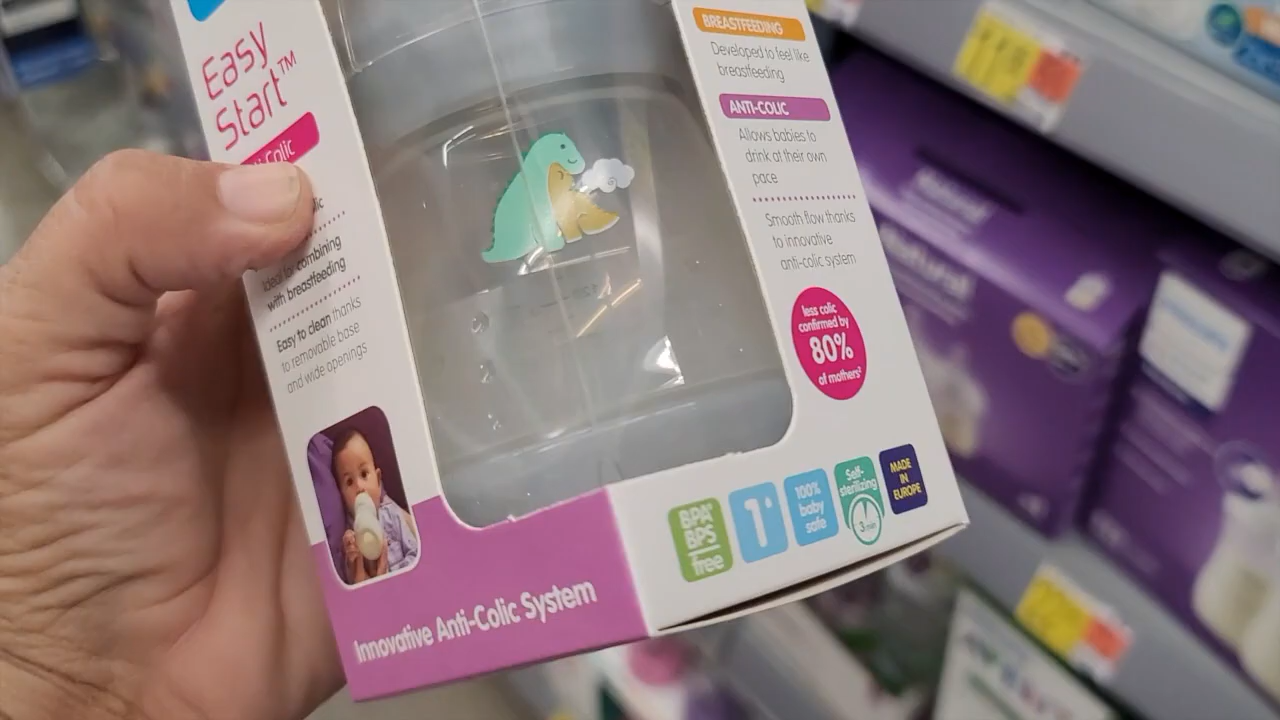 Easy
Start™
Colic
Ideal for combining
with breastfeeding
Easy to clean thanks
to removable base
and wide openings
Innovative Anti-Colic System
BREASTFEEDING
Developed to feel like
breastfeeding
ANTI-COLIC
Allows babies to
drink at their own
pace
Smooth flow thanks
to innovative
anti-colic system
less colic
confirmed by
80%
of mothers²
BPA*
BPS
free
1+
100%
baby
safe
Self-
sterilizing
3 min
MADE
IN
EUROPE
natural